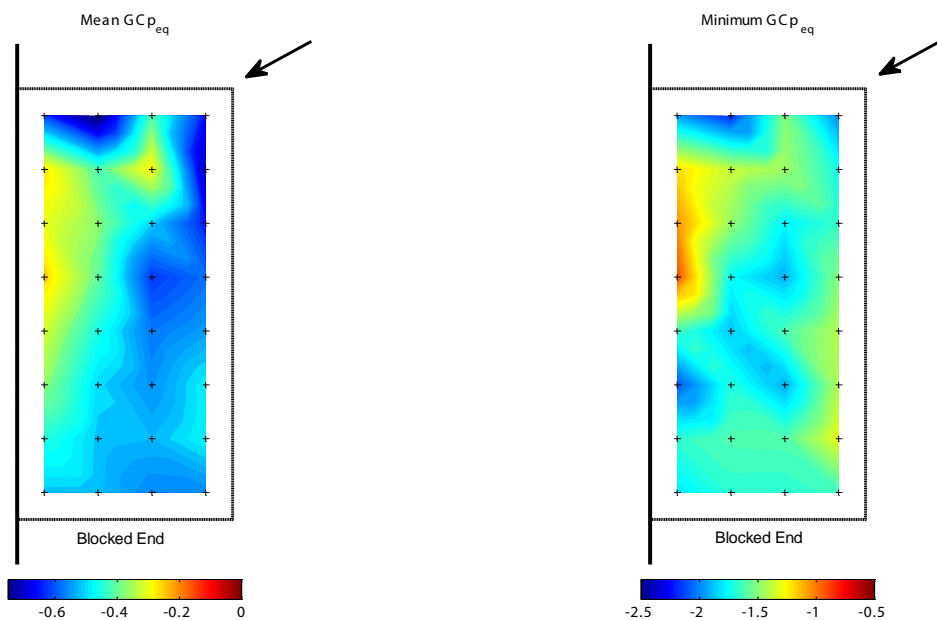 Mean GCp_eq
Minimum GCp_eq
Blocked End
Blocked End
-0.6 -0.4 -0.2 0
-2.5 -2 -1.5 -1 -0.5